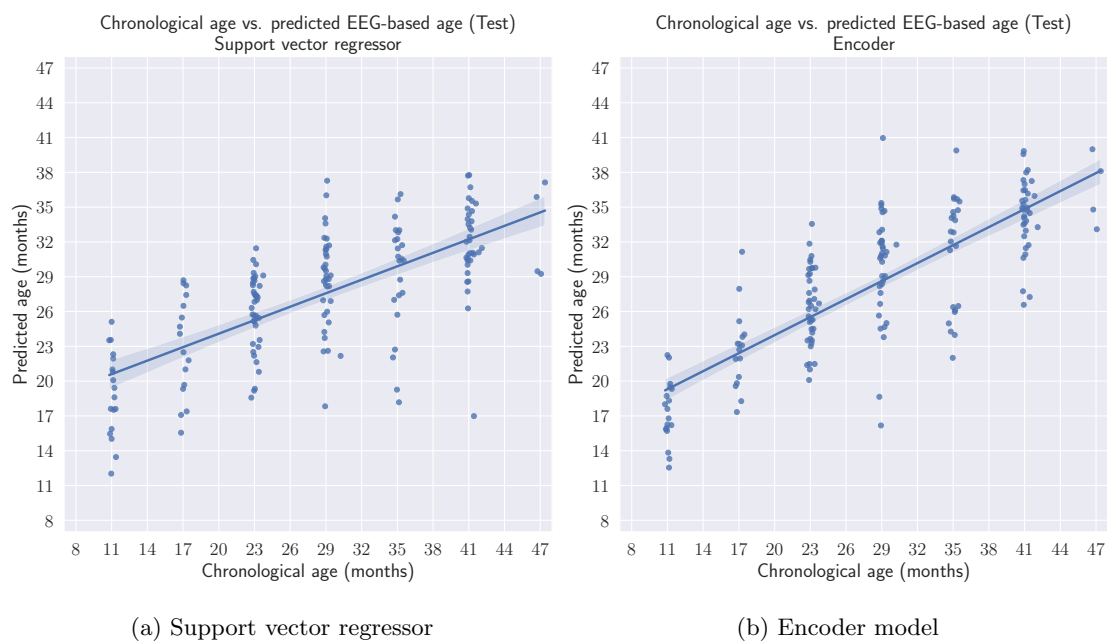 Chronological age vs. predicted EEG-based age (Test)
Support vector regressor
47
44
41
38
35
32
29
26
23
20
17
14
11
8
Predicted age (months)
8 11 14 17 20 23 26 29 32 35 38 41 44 47
Chronological age (months)
(a) Support vector regressor
Chronological age vs. predicted EEG-based age (Test)
Encoder
47
44
41
38
35
32
29
26
23
20
17
14
11
8
Predicted age (months)
8 11 14 17 20 23 26 29 32 35 38 41 44 47
Chronological age (months)
(b) Encoder model